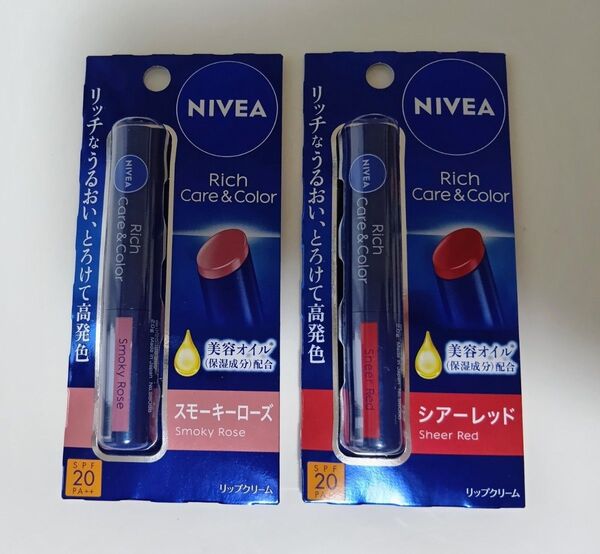 NIVEA
Rich
Care & Color
リッチなうるおい、とろけて高発色
NIVEA
Rich
Care & Color
Smoky Rose
美容オイル
(保湿成分)配合
スモーキーローズ
Smoky Rose
SPF
20
PA++
リップクリーム
NIVEA
Rich
Care & Color
リッチなうるおい、とろけて高発色
NIVEA
Rich
Care & Color
Sheer Red
美容オイル
(保湿成分)配合
シアーレッド
Sheer Red
SPF
20
PA++
リップクリーム